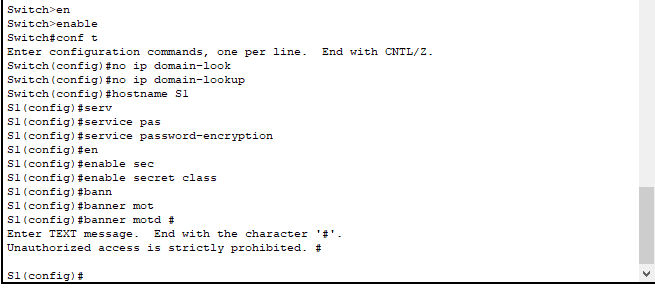 Switch>en
Switch>enable
Switch#conf t
Enter configuration commands, one per line.  End with CNTL/Z.
Switch(config)#no ip domain-look
Switch(config)#no ip domain-lookup
Switch(config)#hostname S1
S1(config)#serv
S1(config)#service pas
S1(config)#service password-encryption
S1(config)#en
S1(config)#enable sec
S1(config)#enable secret class
S1(config)#bann
S1(config)#banner mot
S1(config)#banner motd #
Enter TEXT message.  End with the character '#'.
Unauthorized access is strictly prohibited. #
S1(config)#